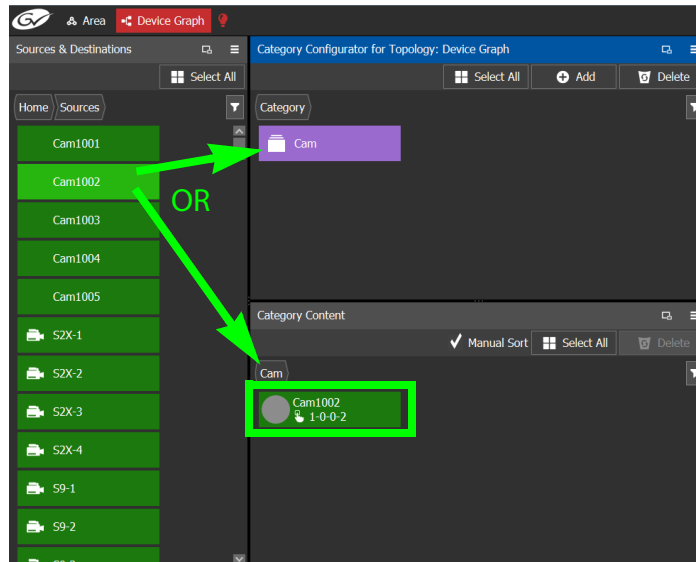 GV Area Device Graph
Sources & Destinations
Select All
Home Sources
Cam1001
Cam1002
Cam1003
Cam1004
Cam1005
S2X-1
S2X-2
S2X-3
S2X-4
S9-1
S9-2
OR
Category Configurator for Topology: Device Graph
Select All Add Delete
Category
Cam
Category Content
Manual Sort Select All Delete
Cam
Cam1002
1-0-0-2